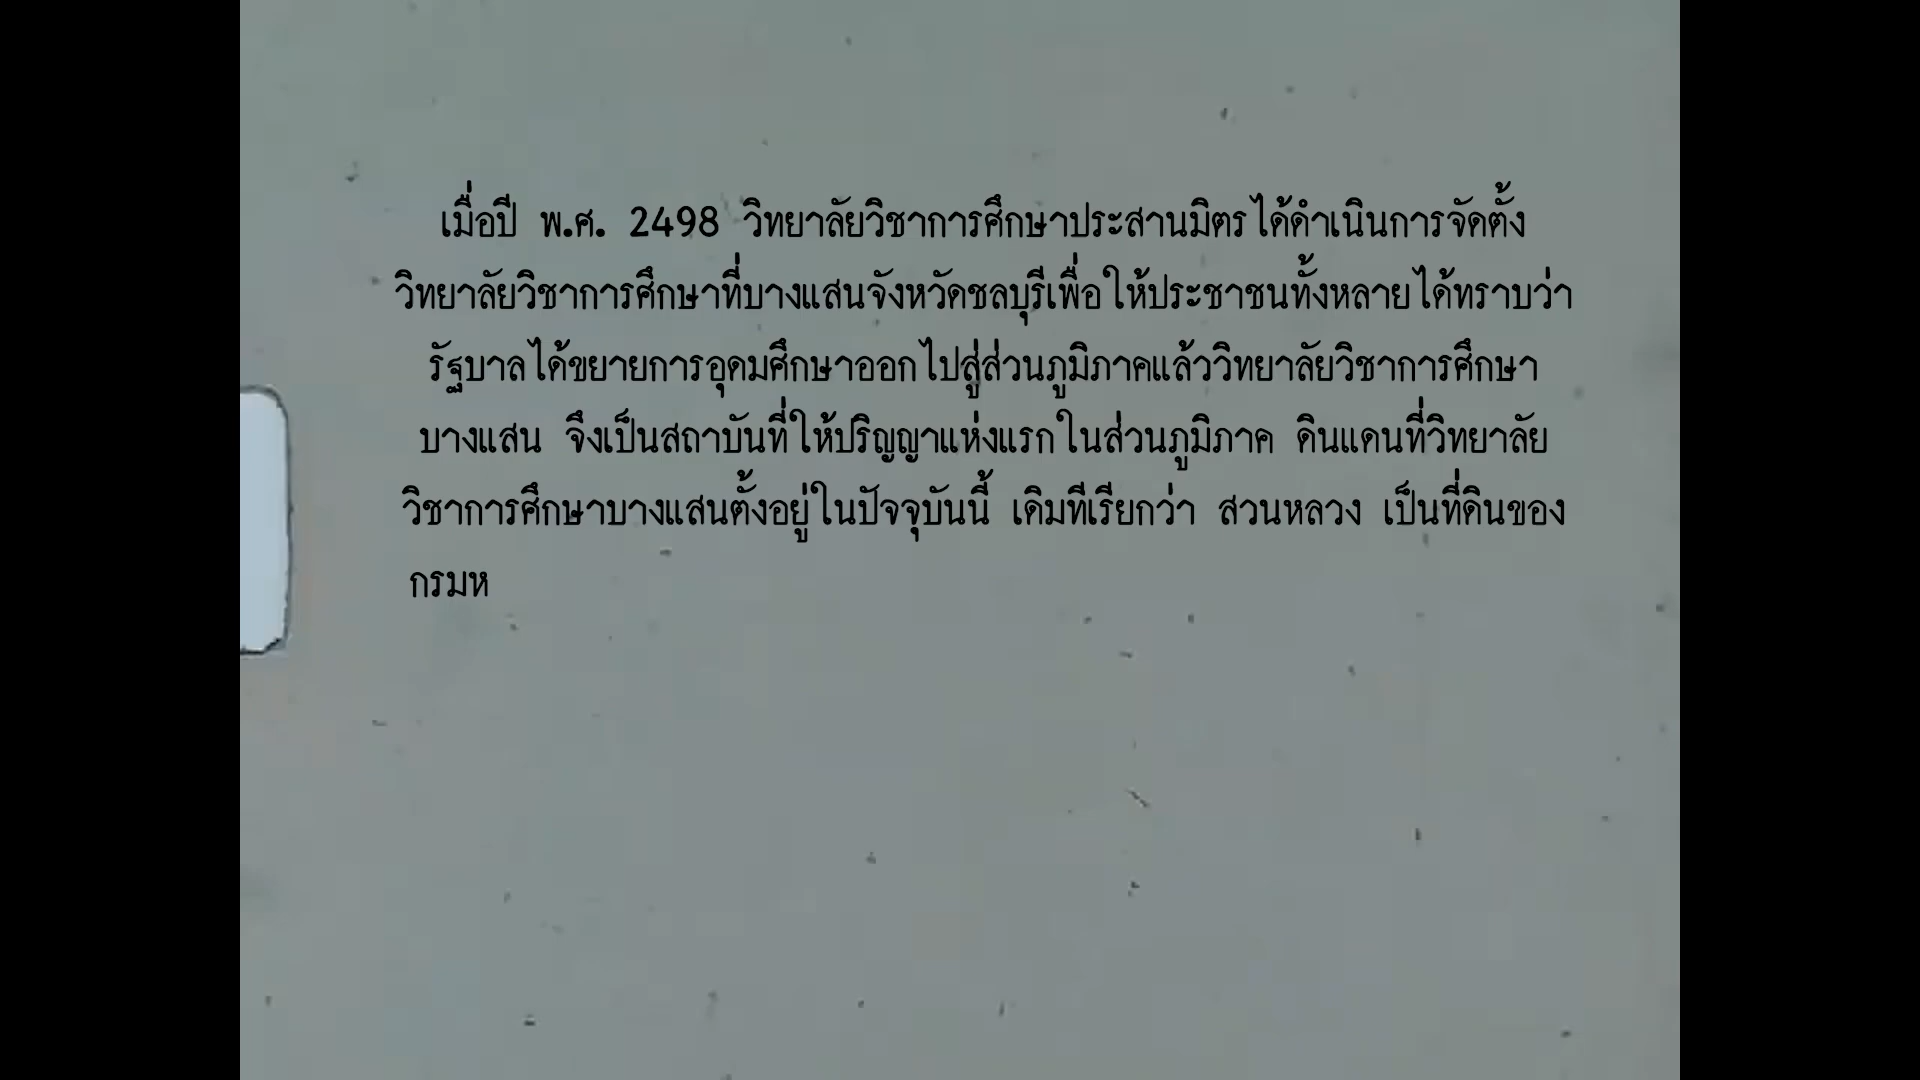 เมื่อปี พ.ศ. 2498 วิทยาลัยวิชาการศึกษาประสานมิตรได้ดำเนินการจัดตั้ง
วิทยาลัยวิชาการศึกษาที่บางแสนจังหวัดชลบุรีเพื่อให้ประชาชนทั้งหลายได้ทราบว่า
รัฐบาลได้ขยายการอุดมศึกษาออกไปสู่ส่วนภูมิภาคแล้ววิทยาลัยวิชาการศึกษา
บางแสน จึงเป็นสถาบันที่ให้ปริญญาแห่งแรกในส่วนภูมิภาค ดินแดนที่วิทยาลัย
วิชาการศึกษาบางแสนตั้งอยู่ในปัจจุบันนี้ เดิมทีเรียกว่า สวนหลวง เป็นที่ดินของ
กรมห